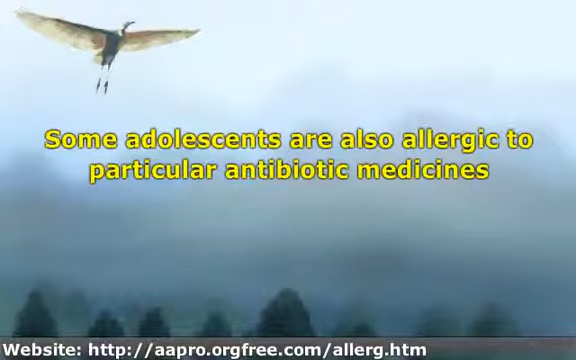 Some adolescents are also allergic to
particular antibiotic medicines
Website: http://aapro.orgfree.com/allerg.htm